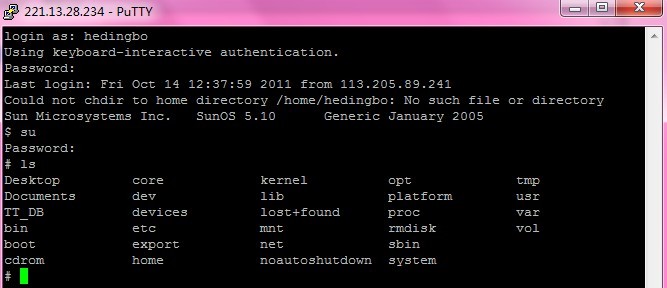 221.13.28.234 - PuTTY
login as: hedingbo
Using keyboard-interactive authentication.
Password:
Last login: Fri Oct 14 12:37:59 2011 from 113.205.89.241
Could not chdir to home directory /home/hedingbo: No such file or directory
Sun Microsystems Inc.   SunOS 5.10      Generic January 2005
$ su
Password:
# ls
Desktop         core            kernel          opt             tmp
Documents       dev             lib             platform        usr
TT_DB           devices         lost+found      proc            var
bin             etc             mnt             rmdisk          vol
boot            export          net             sbin
cdrom           home            noautoshutdown  system
#